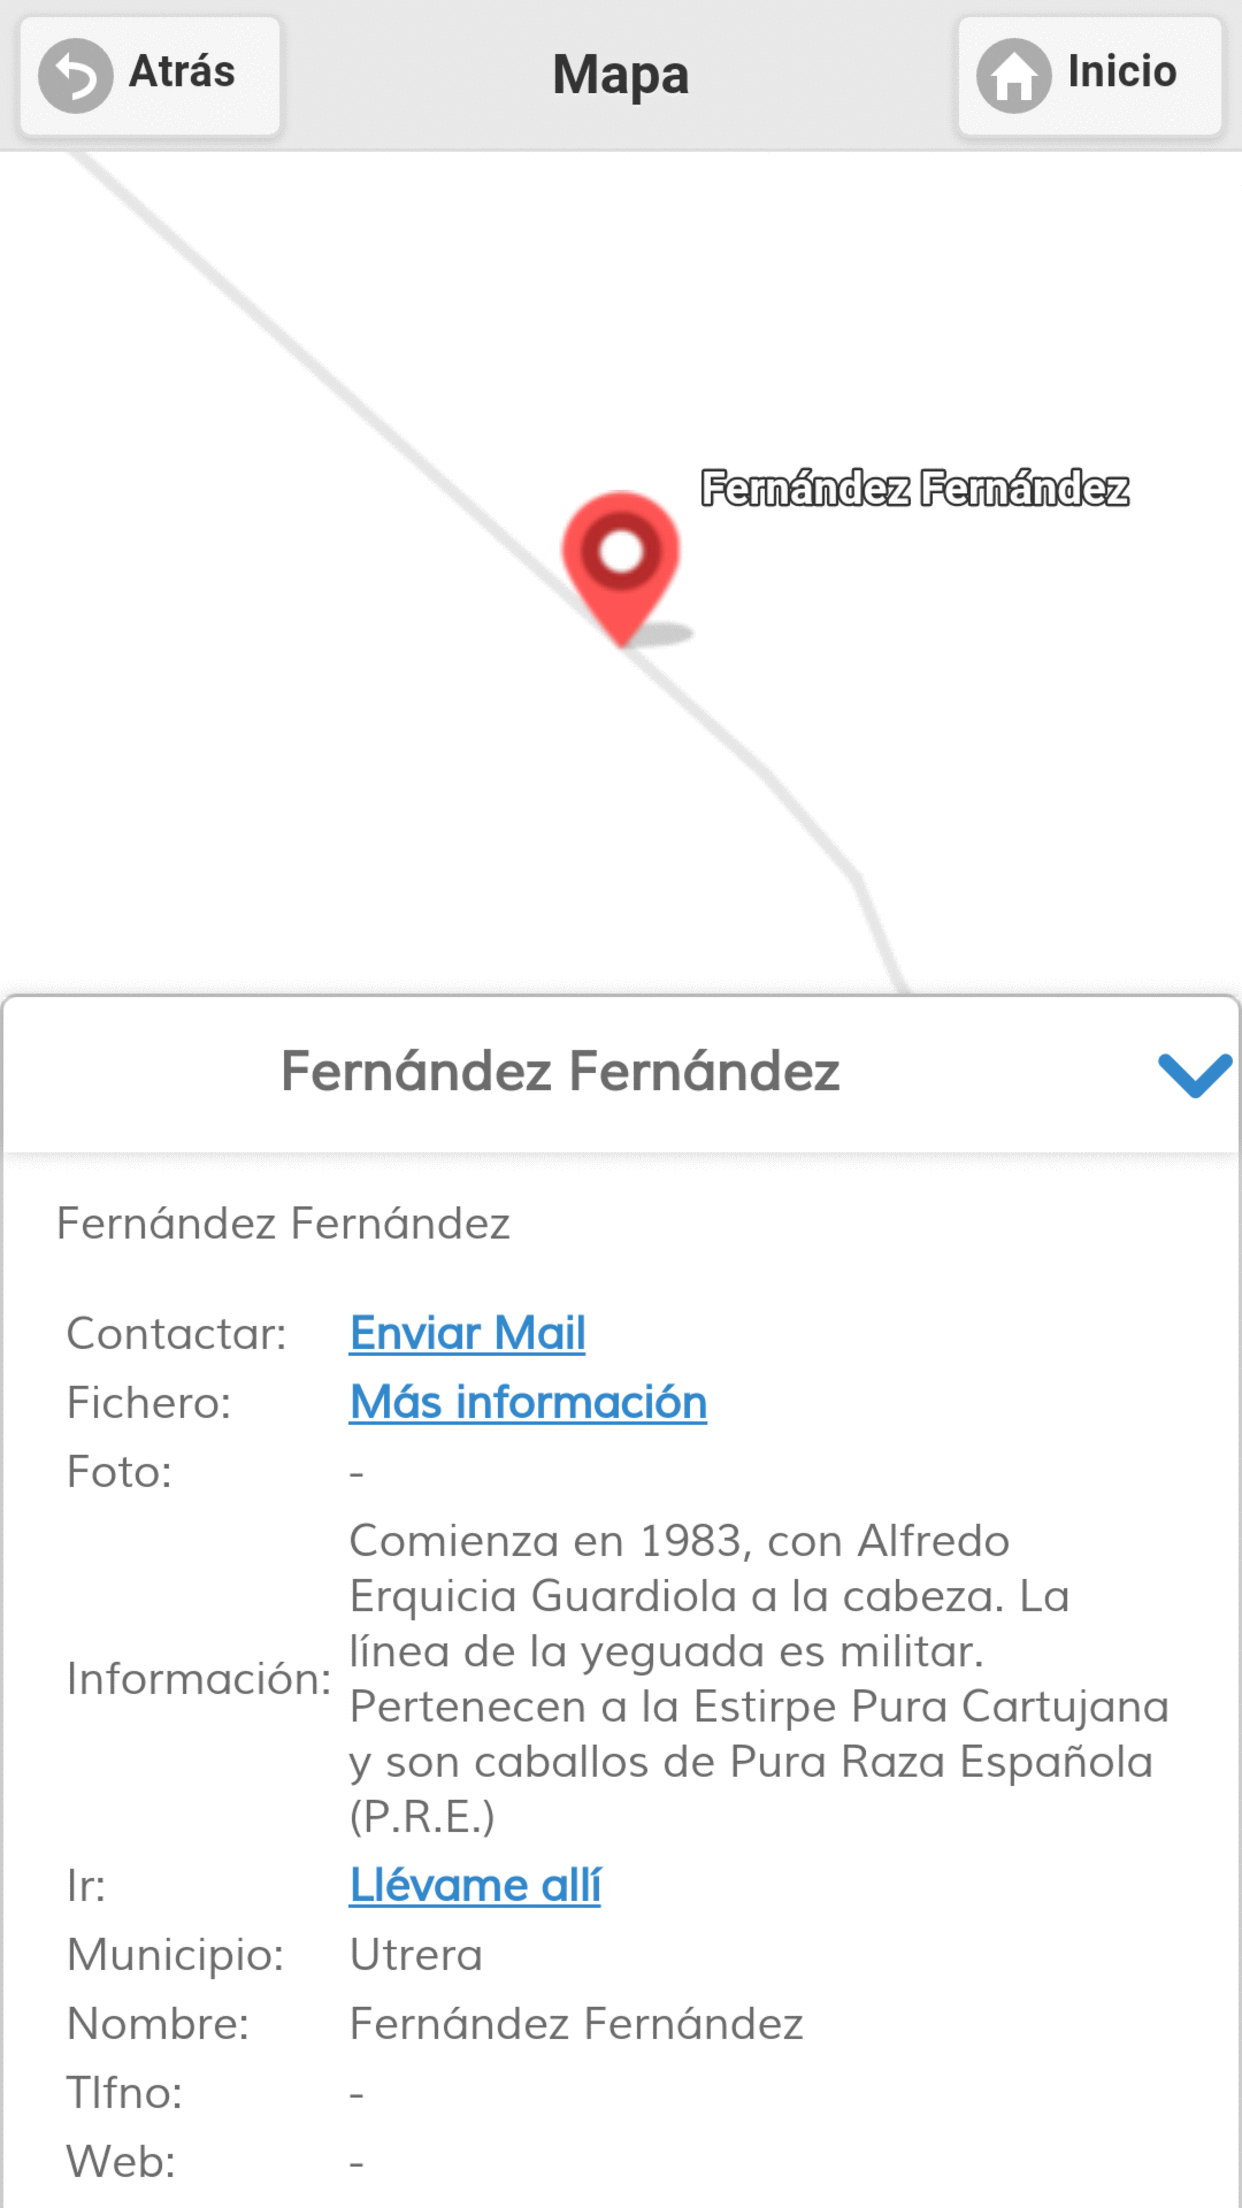 Atrás
Mapa
Inicio
Fernández Fernández
Fernández Fernández
Fernández Fernández
Contactar: Enviar Mail
Fichero: Más información
Foto: -
Información: Comienza en 1983, con Alfredo
Erquicia Guardiola a la cabeza. La
línea de la yeguada es militar.
Pertenecen a la Estirpe Pura Cartujana
y son caballos de Pura Raza Española
(P.R.E.)
Ir: Llévame allí
Municipio: Utrera
Nombre: Fernández Fernández
Tlfno: -
Web: -